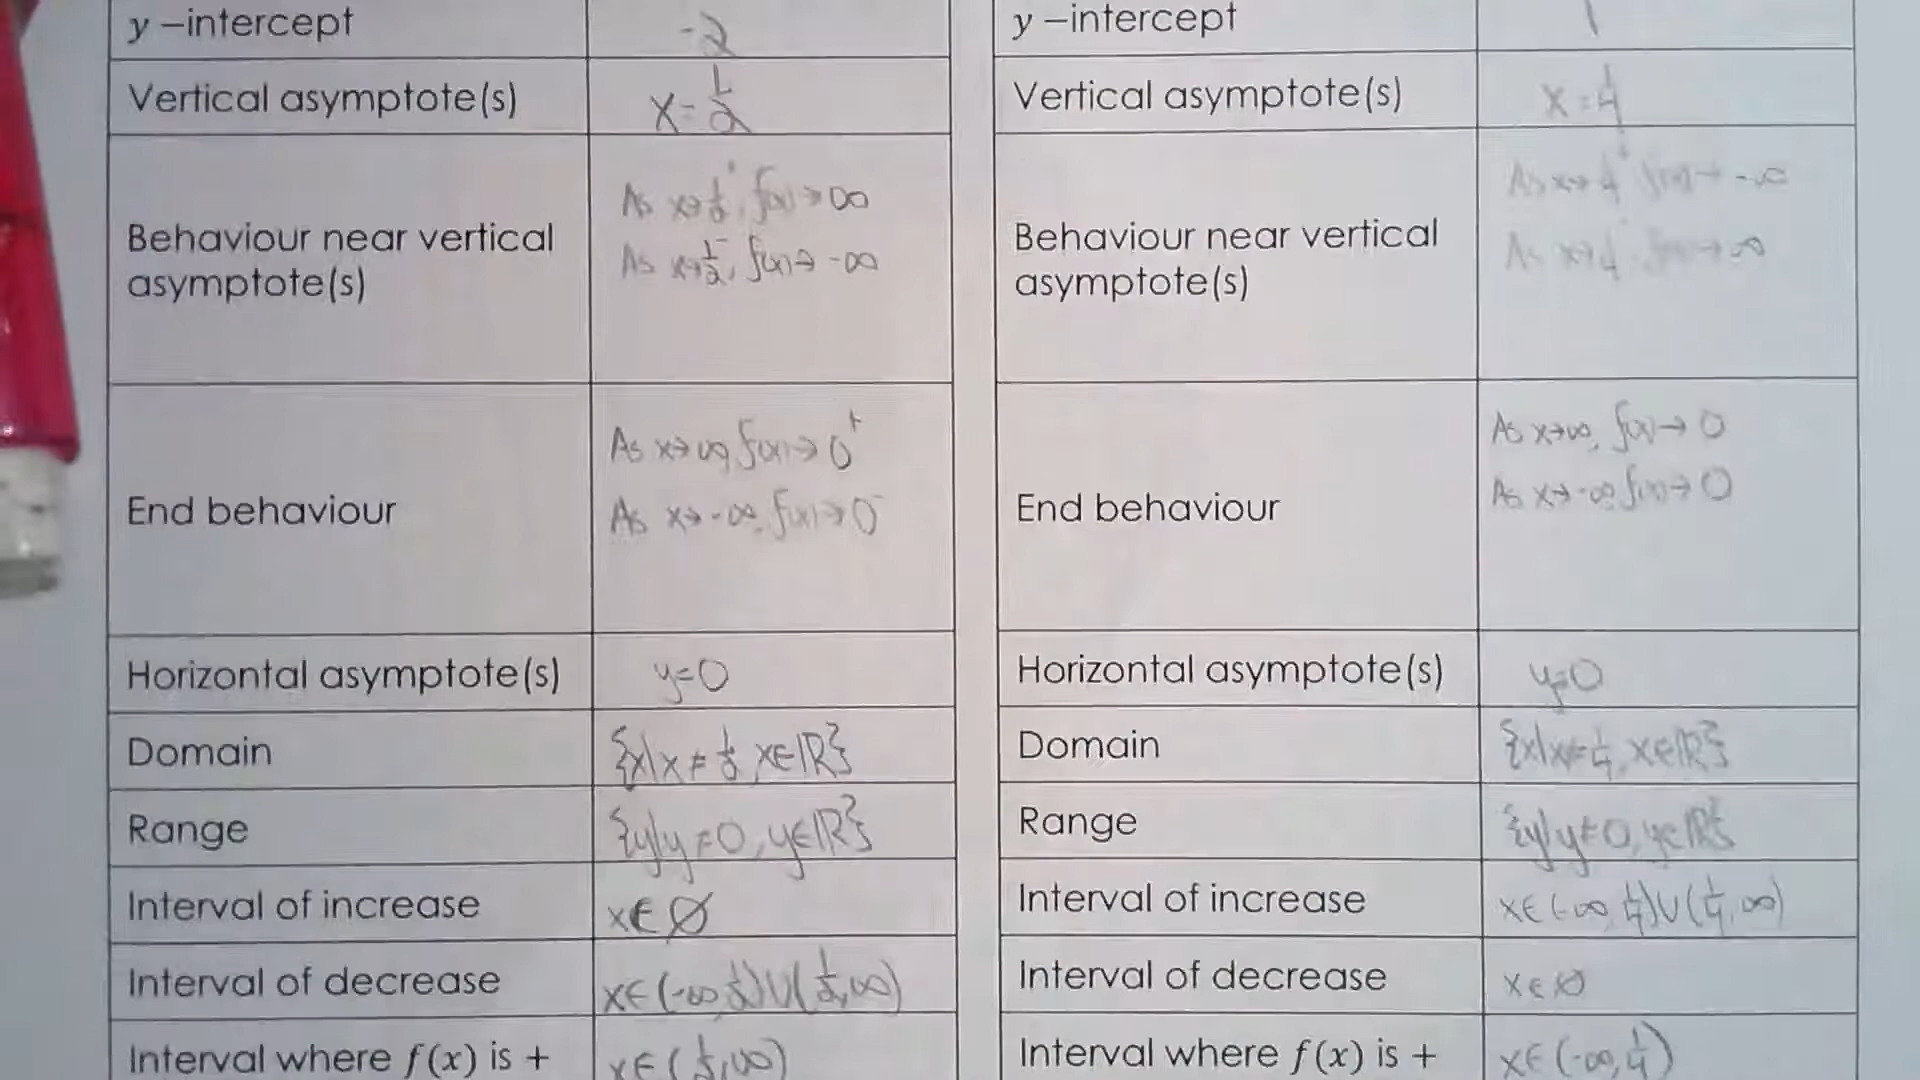 y –intercept
-2
Vertical asymptote(s)
x=1/2
Behaviour near vertical
asymptote(s)
As x→1/2⁺, f(x)→∞
As x→1/2⁻, f(x)→-∞
End behaviour
As x→∞, f(x)→0⁺
As x→-∞, f(x)→0⁻
Horizontal asymptote(s)
y=0
Domain
{x|x≠1/2, x∈ℝ}
Range
{y|y≠0, y∈ℝ}
Interval of increase
x∈∅
Interval of decrease
x∈(-∞,1/2)∪(1/2,∞)
Interval where f(x) is +
x∈(1/2,∞)
y –intercept
1
Vertical asymptote(s)
x=1/4
Behaviour near vertical
asymptote(s)
As x→1/4⁺ f(x)→-∞
As x→1/4 f(x)→∞
End behaviour
As x→∞, f(x)→0
As x→-∞, f(x)→0
Horizontal asymptote(s)
y=0
Domain
{x|x≠1/4, x∈ℝ}
Range
{y|y≠0, y∈ℝ}
Interval of increase
x∈(-∞,1/4)∪(1/4,∞)
Interval of decrease
x∈∅
Interval where f(x) is +
x∈(-∞,1/4)